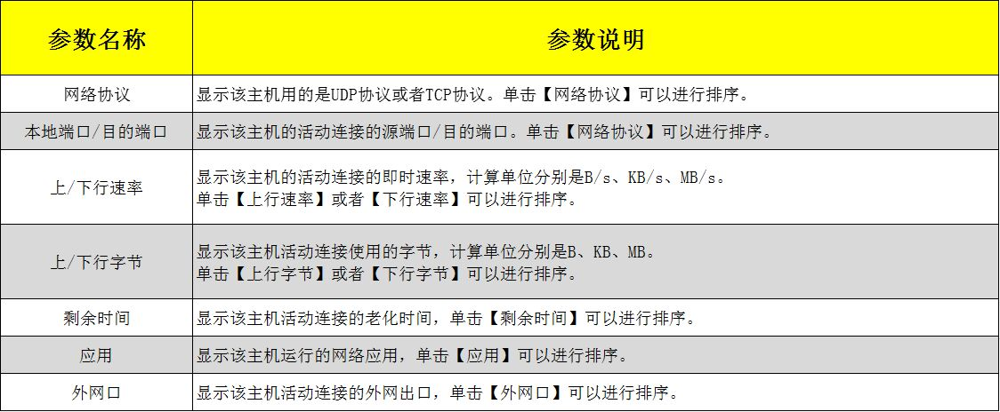 参数名称 参数说明
网络协议 显示该主机用的是UDP协议或者TCP协议。单击【网络协议】可以进行排序。
本地端口/目的端口 显示该主机的活动连接的源端口/目的端口。单击【网络协议】可以进行排序。
上/下行速率 显示该主机的活动连接的即时速率，计算单位分别是B/s、KB/s、MB/s。
单击【上行速率】或者【下行速率】可以进行排序。
上/下行字节 显示该主机活动连接使用的字节，计算单位分别是B、KB、MB。
单击【上行字节】或者【下行字节】可以进行排序。
剩余时间 显示该主机活动连接的老化时间，单击【剩余时间】可以进行排序。
应用 显示该主机运行的网络应用，单击【应用】可以进行排序。
外网口 显示该主机活动连接的外网出口，单击【外网口】可以进行排序。